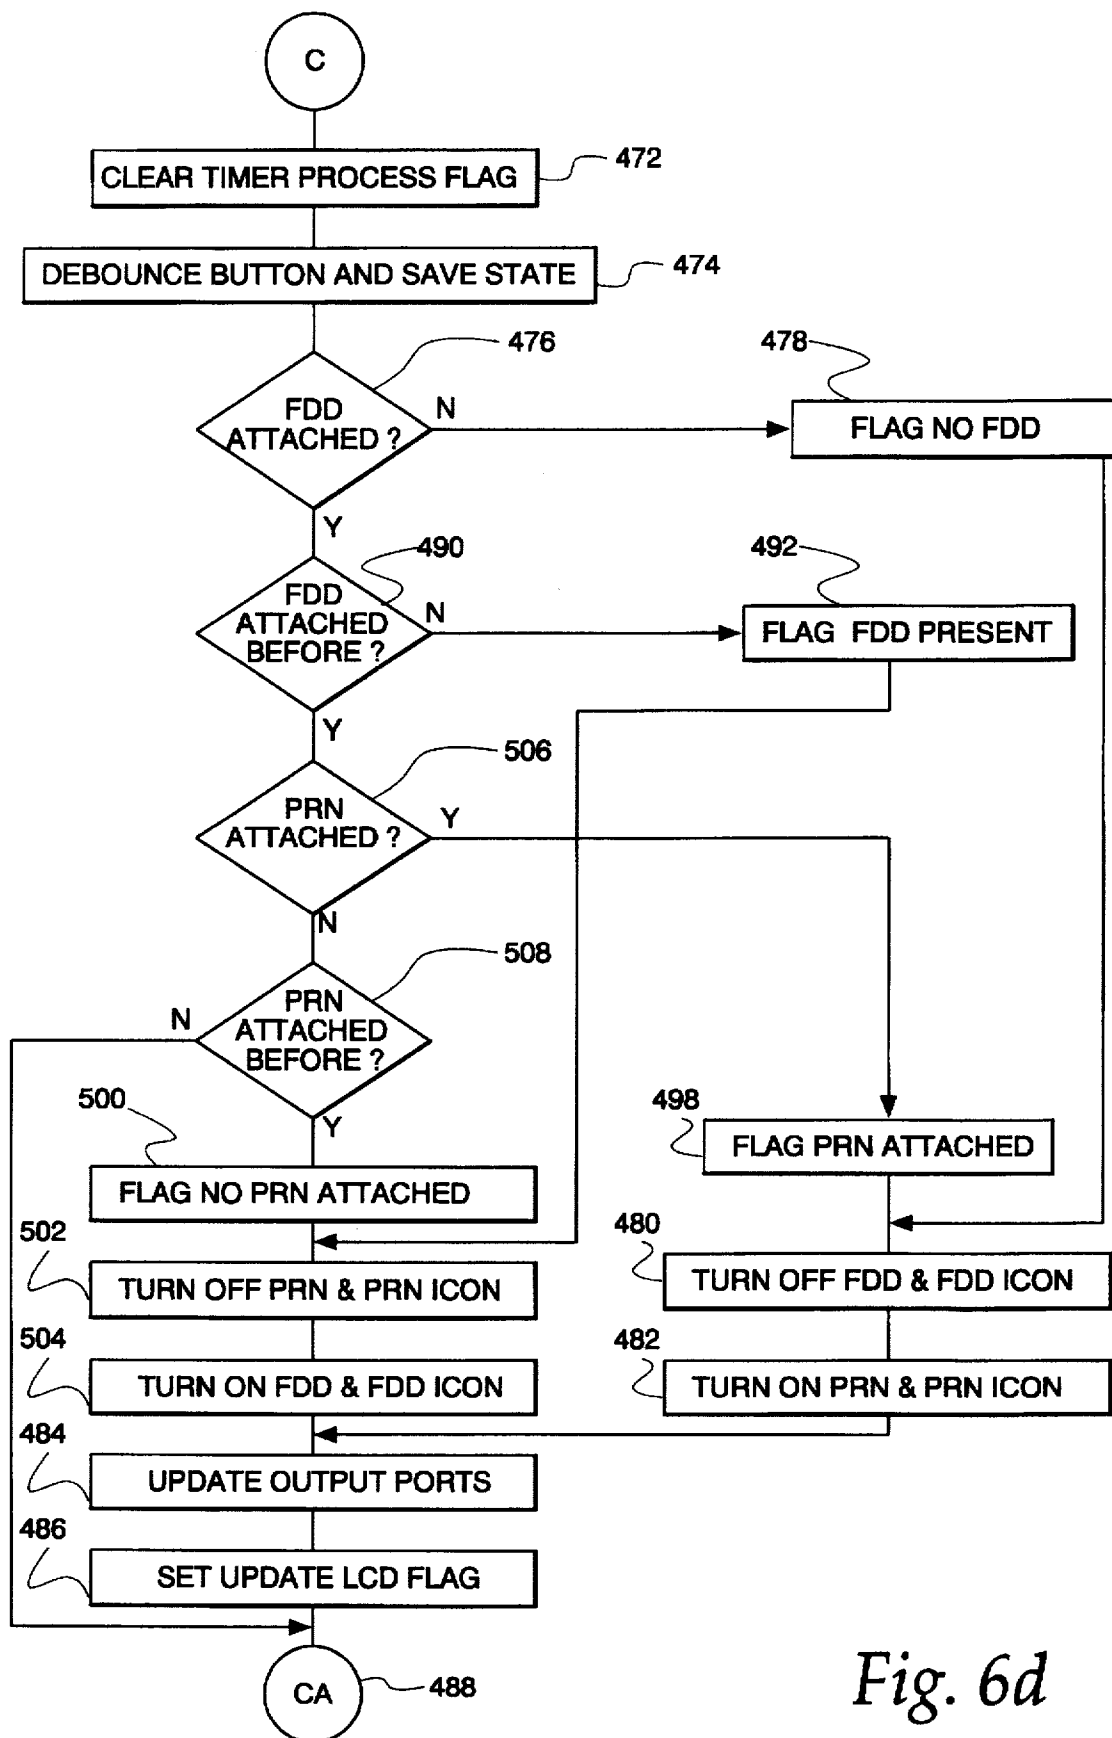 C
CLEAR TIMER PROCESS FLAG
472
DEBOUNCE BUTTON AND SAVE STATE
474
476
478
FDD
ATTACHED ?
N
FLAG NO FDD
Y
490
492
FDD
ATTACHED
BEFORE ?
N
FLAG FDD PRESENT
Y
506
PRN
ATTACHED ?
Y
N
508
PRN
ATTACHED
BEFORE ?
N
Y
500
498
FLAG NO PRN ATTACHED
FLAG PRN ATTACHED
502
480
TURN OFF PRN & PRN ICON
TURN OFF FDD & FDD ICON
504
482
TURN ON FDD & FDD ICON
TURN ON PRN & PRN ICON
484
UPDATE OUTPUT PORTS
486
SET UPDATE LCD FLAG
CA
488
Fig. 6d